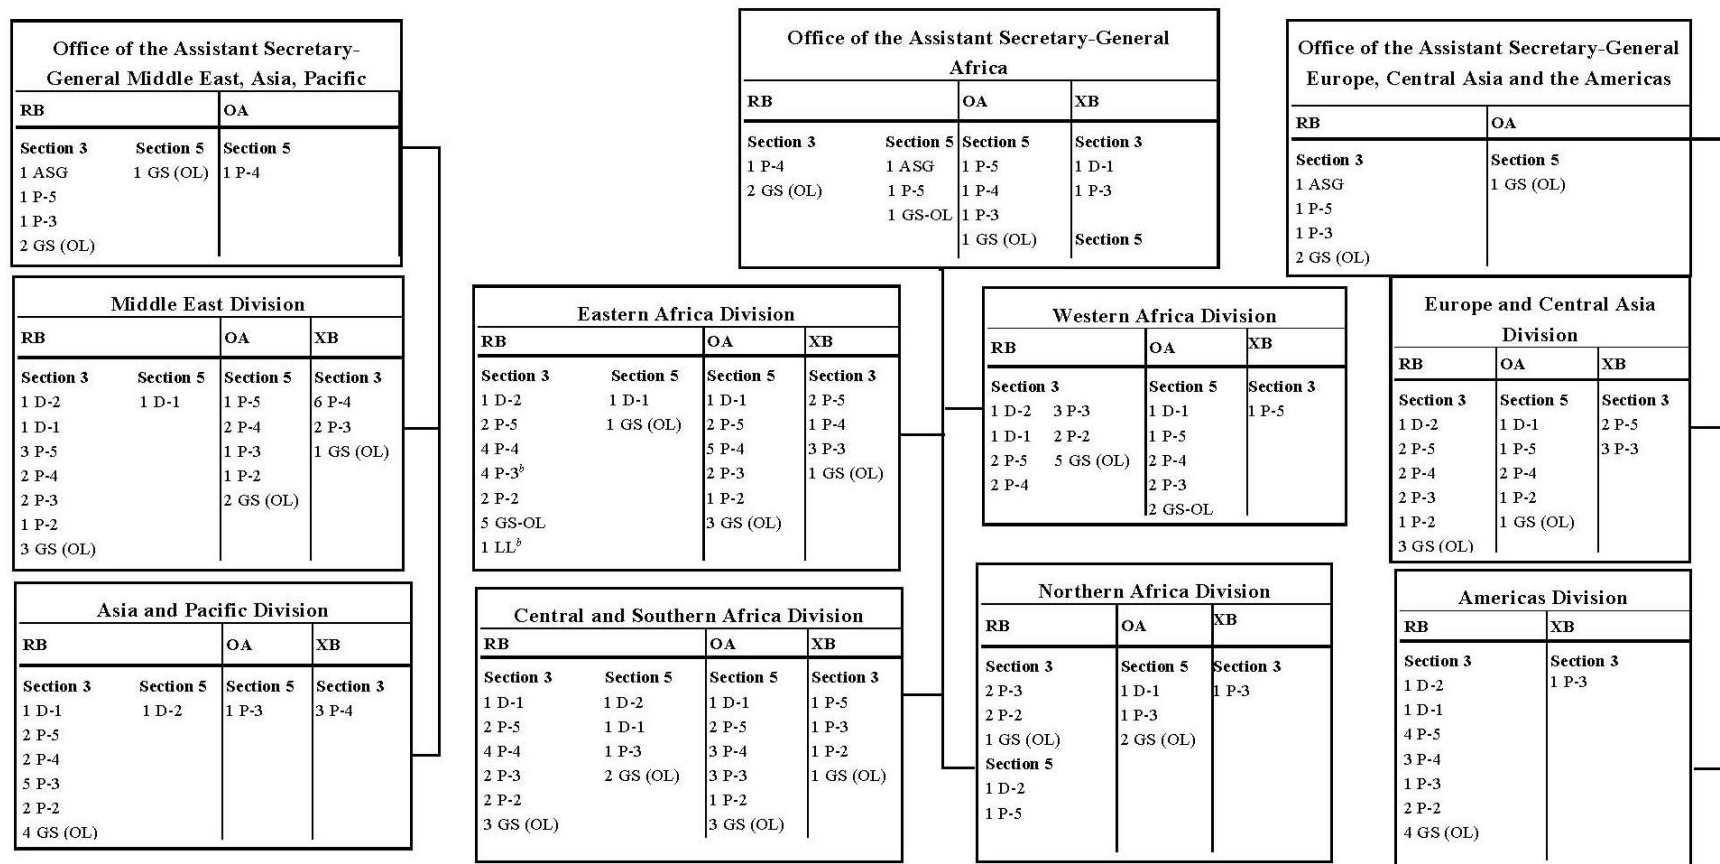 Office of the Assistant Secretary-
General Middle East, Asia, Pacific
RB OA
Section 3 Section 5 Section 5
1 ASG 1 GS (OL) 1 P-4
1 P-5
1 P-3
2 GS (OL)
Middle East Division
RB OA XB
Section 3 Section 5 Section 5 Section 3
1 D-2 1 D-1 1 P-5 6 P-4
1 D-1 2 P-4 2 P-3
3 P-5 1 P-3 1 GS (OL)
2 P-4 1 P-2
2 P-3 2 GS (OL)
1 P-2
3 GS (OL)
Asia and Pacific Division
RB OA XB
Section 3 Section 5 Section 5 Section 3
1 D-1 1 D-2 1 P-3 3 P-4
2 P-5
2 P-4
5 P-3
2 P-2
4 GS (OL)
Office of the Assistant Secretary-General
Africa
RB OA XB
Section 3 Section 5 Section 5 Section 3
1 P-4 1 ASG 1 P-5 1 D-1
2 GS (OL) 1 P-5 1 P-4 1 P-3
1 GS-OL 1 P-3
1 GS (OL) Section 5
Eastern Africa Division
RB OA XB
Section 3 Section 5 Section 5 Section 3
1 D-2 1 D-1 1 D-1 2 P-5
2 P-5 1 GS (OL) 2 P-5 1 P-4
4 P-4 5 P-4 3 P-3
4 P-3b 2 P-3 1 GS (OL)
2 P-2 1 P-2
5 GS-OL 3 GS (OL)
1 LLb
Western Africa Division
RB OA XB
Section 3 Section 5 Section 3
1 D-2 3 P-3 1 D-1 1 P-5
1 D-1 2 P-2 1 P-5
2 P-5 5 GS (OL) 2 P-4
2 P-4 2 P-3
2 GS-OL
Central and Southern Africa Division
RB OA XB
Section 3 Section 5 Section 5 Section 3
1 D-1 1 D-2 1 D-1 1 P-5
2 P-5 1 D-1 2 P-5 1 P-3
4 P-4 1 P-3 3 P-4 1 P-2
2 P-3 2 GS (OL) 3 P-3 1 GS (OL)
2 P-2 1 P-2
3 GS (OL) 3 GS (OL)
Northern Africa Division
RB OA XB
Section 3 Section 5 Section 3
2 P-3 1 D-1 1 P-3
2 P-2 1 P-3
1 GS (OL) 2 GS (OL)
Section 5
1 D-2
1 P-5
Office of the Assistant Secretary-General
Europe, Central Asia and the Americas
RB OA
Section 3 Section 5
1 ASG 1 GS (OL)
1 P-5
1 P-3
2 GS (OL)
Europe and Central Asia
Division
RB OA XB
Section 3 Section 5 Section 3
1 D-2 1 D-1 2 P-5
2 P-5 1 P-5 3 P-3
2 P-4 2 P-4
2 P-3 1 P-2
1 P-2 1 GS (OL)
3 GS (OL)
Americas Division
RB XB
Section 3 Section 3
1 D-2 1 P-3
1 D-1
4 P-5
3 P-4
1 P-3
2 P-2
4 GS (OL)